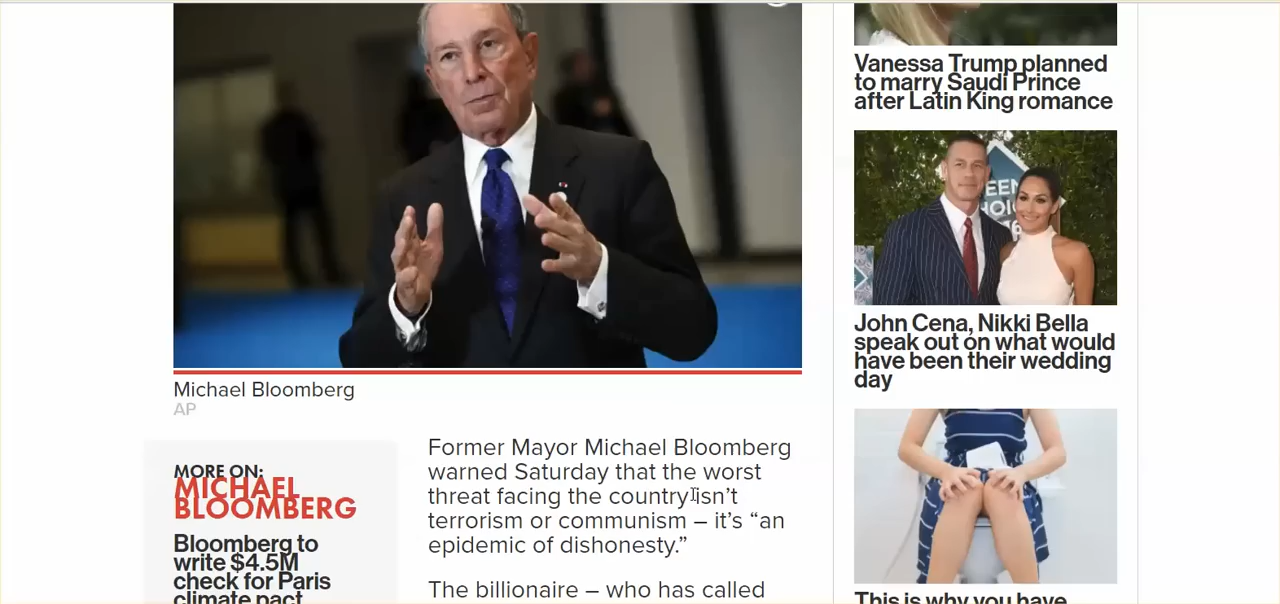 Michael Bloomberg
AP
MORE ON:
MICHAEL
BLOOMBERG
Bloomberg to
write $4.5M
check for Paris
climate pact
Former Mayor Michael Bloomberg
warned Saturday that the worst
threat facing the country isn’t
terrorism or communism – it’s “an
epidemic of dishonesty.”
The billionaire – who has called
Vanessa Trump planned
to marry Saudi Prince
after Latin King romance
John Cena, Nikki Bella
speak out on what would
have been their wedding
day
This is why you have